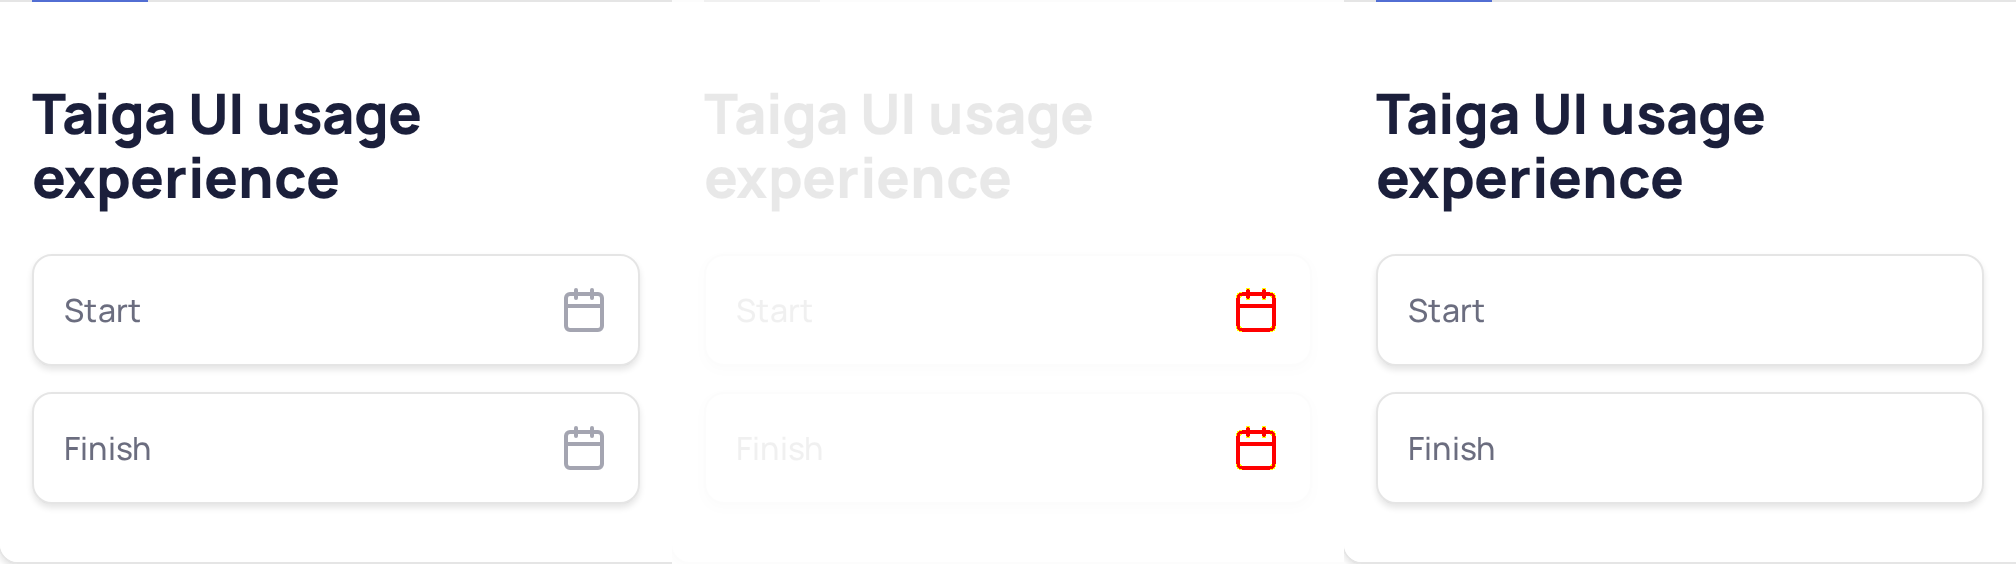 Taiga UI usage
experience
Start
Finish
Taiga UI usage
experience
Start
Finish
Taiga UI usage
experience
Start
Finish